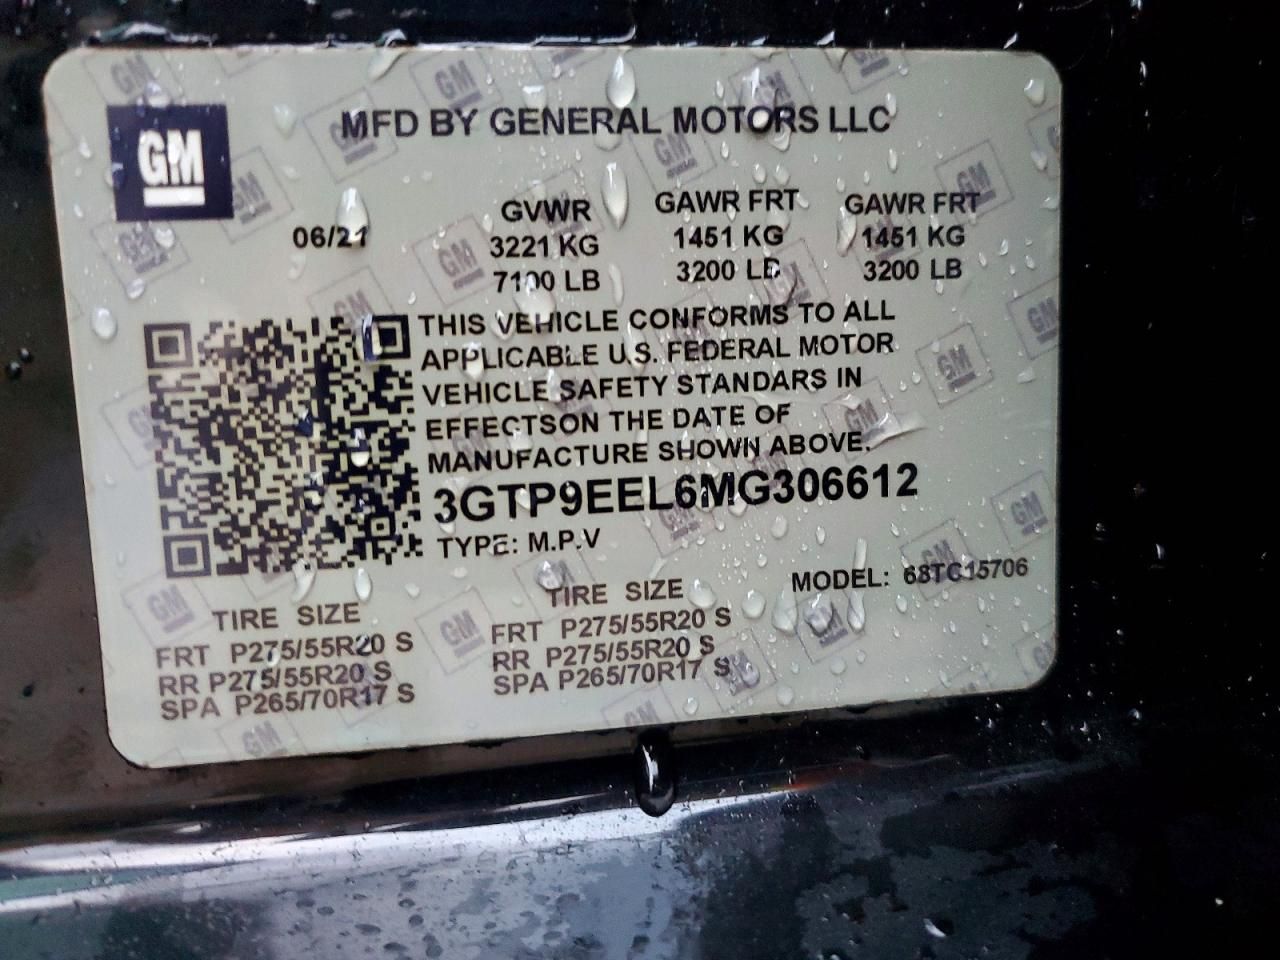 GM
MFD BY GENERAL MOTORS LLC
06/21
GVWR
3221 KG
7100 LB
GAWR FRT
1451 KG
3200 LB
GAWR FRT
1451 KG
3200 LB
THIS VEHICLE CONFORMS TO ALL
APPLICABLE U.S. FEDERAL MOTOR
VEHICLE SAFETY STANDARS IN
EFFECTSON THE DATE OF
MANUFACTURE SHOWN ABOVE.
3GTP9EEL6MG306612
TYPE: M.P.V
MODEL: 68TC15706
TIRE SIZE
FRT P275/55R20 S
RR P275/55R20 S
SPA P265/70R17 S
TIRE SIZE
FRT P275/55R20 S
RR P275/55R20 S
SPA P265/70R17 S